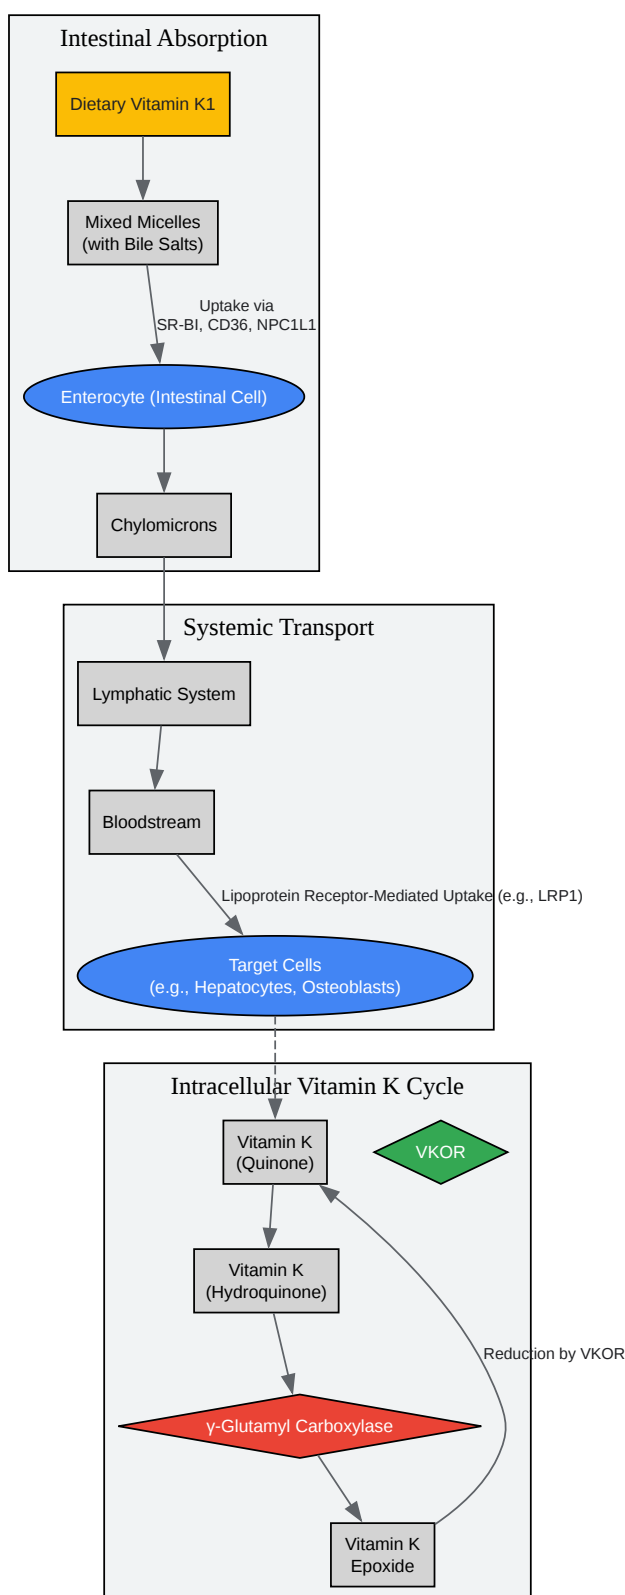 Intestinal Absorption
Dietary Vitamin K1
Mixed Micelles
(with Bile Salts)
Uptake via
SR-BI, CD36, NPC1L1
Enterocyte (Intestinal Cell)
Chylomicrons
Systemic Transport
Lymphatic System
Bloodstream
Lipoprotein Receptor-Mediated Uptake (e.g., LRP1)
Target Cells
(e.g., Hepatocytes, Osteoblasts)
Intracellular Vitamin K Cycle
Vitamin K
(Quinone)
VKOR
Vitamin K
(Hydroquinone)
Reduction by VKOR
γ-Glutamyl Carboxylase
Vitamin K
Epoxide